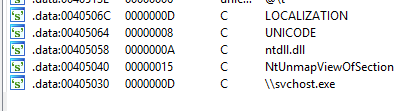 .data:0040506C 0000000D C LOCALIZATION
.data:00405064 00000008 C UNICODE
.data:00405058 0000000A C ntdll.dll
.data:00405040 00000015 C NtUnmapViewOfSection
.data:00405030 0000000D C \\svchost.exe